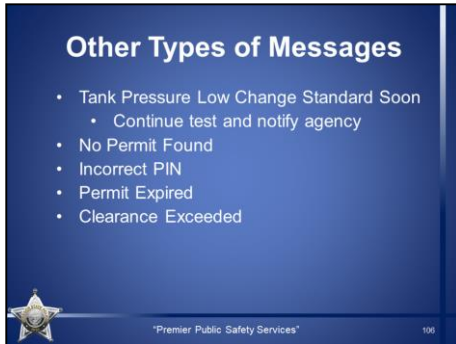 Other Types of Messages
• Tank Pressure Low Change Standard Soon
• Continue test and notify agency
• No Permit Found
• Incorrect PIN
• Permit Expired
• Clearance Exceeded
"Premier Public Safety Services"
106